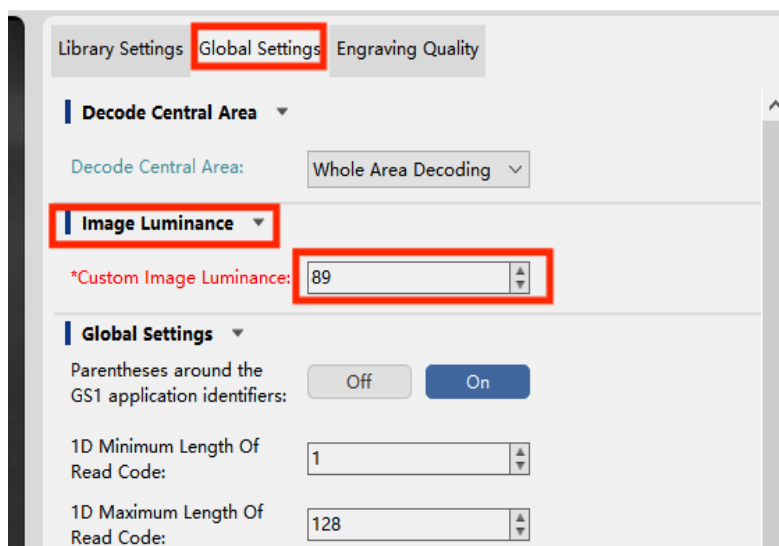 Library Settings Global Settings Engraving Quality
Decode Central Area
Decode Central Area: Whole Area Decoding
Image Luminance
*Custom Image Luminance: 89
Global Settings
Parentheses around the
GS1 application identifiers: Off On
1D Minimum Length Of
Read Code: 1
1D Maximum Length Of
Read Code: 128